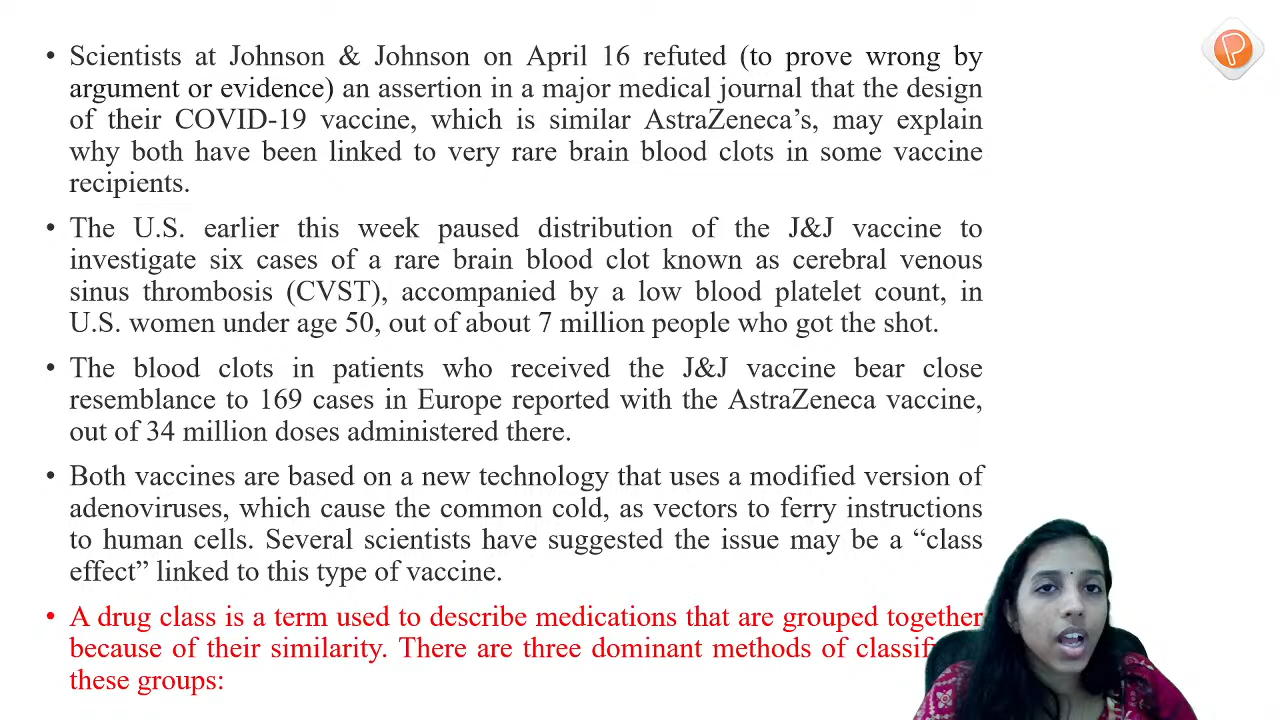 • Scientists at Johnson & Johnson on April 16 refuted (to prove wrong by
argument or evidence) an assertion in a major medical journal that the design
of their COVID-19 vaccine, which is similar AstraZeneca’s, may explain
why both have been linked to very rare brain blood clots in some vaccine
recipients.
• The U.S. earlier this week paused distribution of the J&J vaccine to
investigate six cases of a rare brain blood clot known as cerebral venous
sinus thrombosis (CVST), accompanied by a low blood platelet count, in
U.S. women under age 50, out of about 7 million people who got the shot.
• The blood clots in patients who received the J&J vaccine bear close
resemblance to 169 cases in Europe reported with the AstraZeneca vaccine,
out of 34 million doses administered there.
• Both vaccines are based on a new technology that uses a modified version of
adenoviruses, which cause the common cold, as vectors to ferry instructions
to human cells. Several scientists have suggested the issue may be a “class
effect” linked to this type of vaccine.
• A drug class is a term used to describe medications that are grouped together
because of their similarity. There are three dominant methods of
these groups:
P